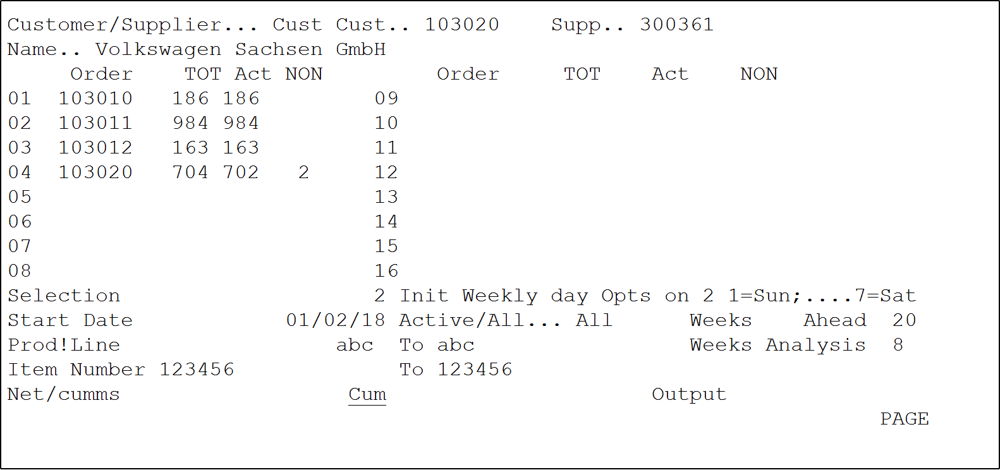 Customer/Supplier... Cust Cust.. 103020    Supp.. 300361
Name.. Volkswagen Sachsen GmbH
     Order    TOT Act NON         Order     TOT    Act    NON
01  103010   186 186         09
02  103011   984 984         10
03  103012   163 163         11
04  103020   704 702   2     12
05                           13
06                           14
07                           15
08                           16
Selection                    2 Init Weekly day Opts on 2 1=Sun;....7=Sat
Start Date            01/02/18 Active/All... All      Weeks    Ahead  20
Prod!Line                 abc  To abc                 Weeks Analysis  8
Item Number 123456             To 123456
Net/cumms                  Cum                     Output
PAGE